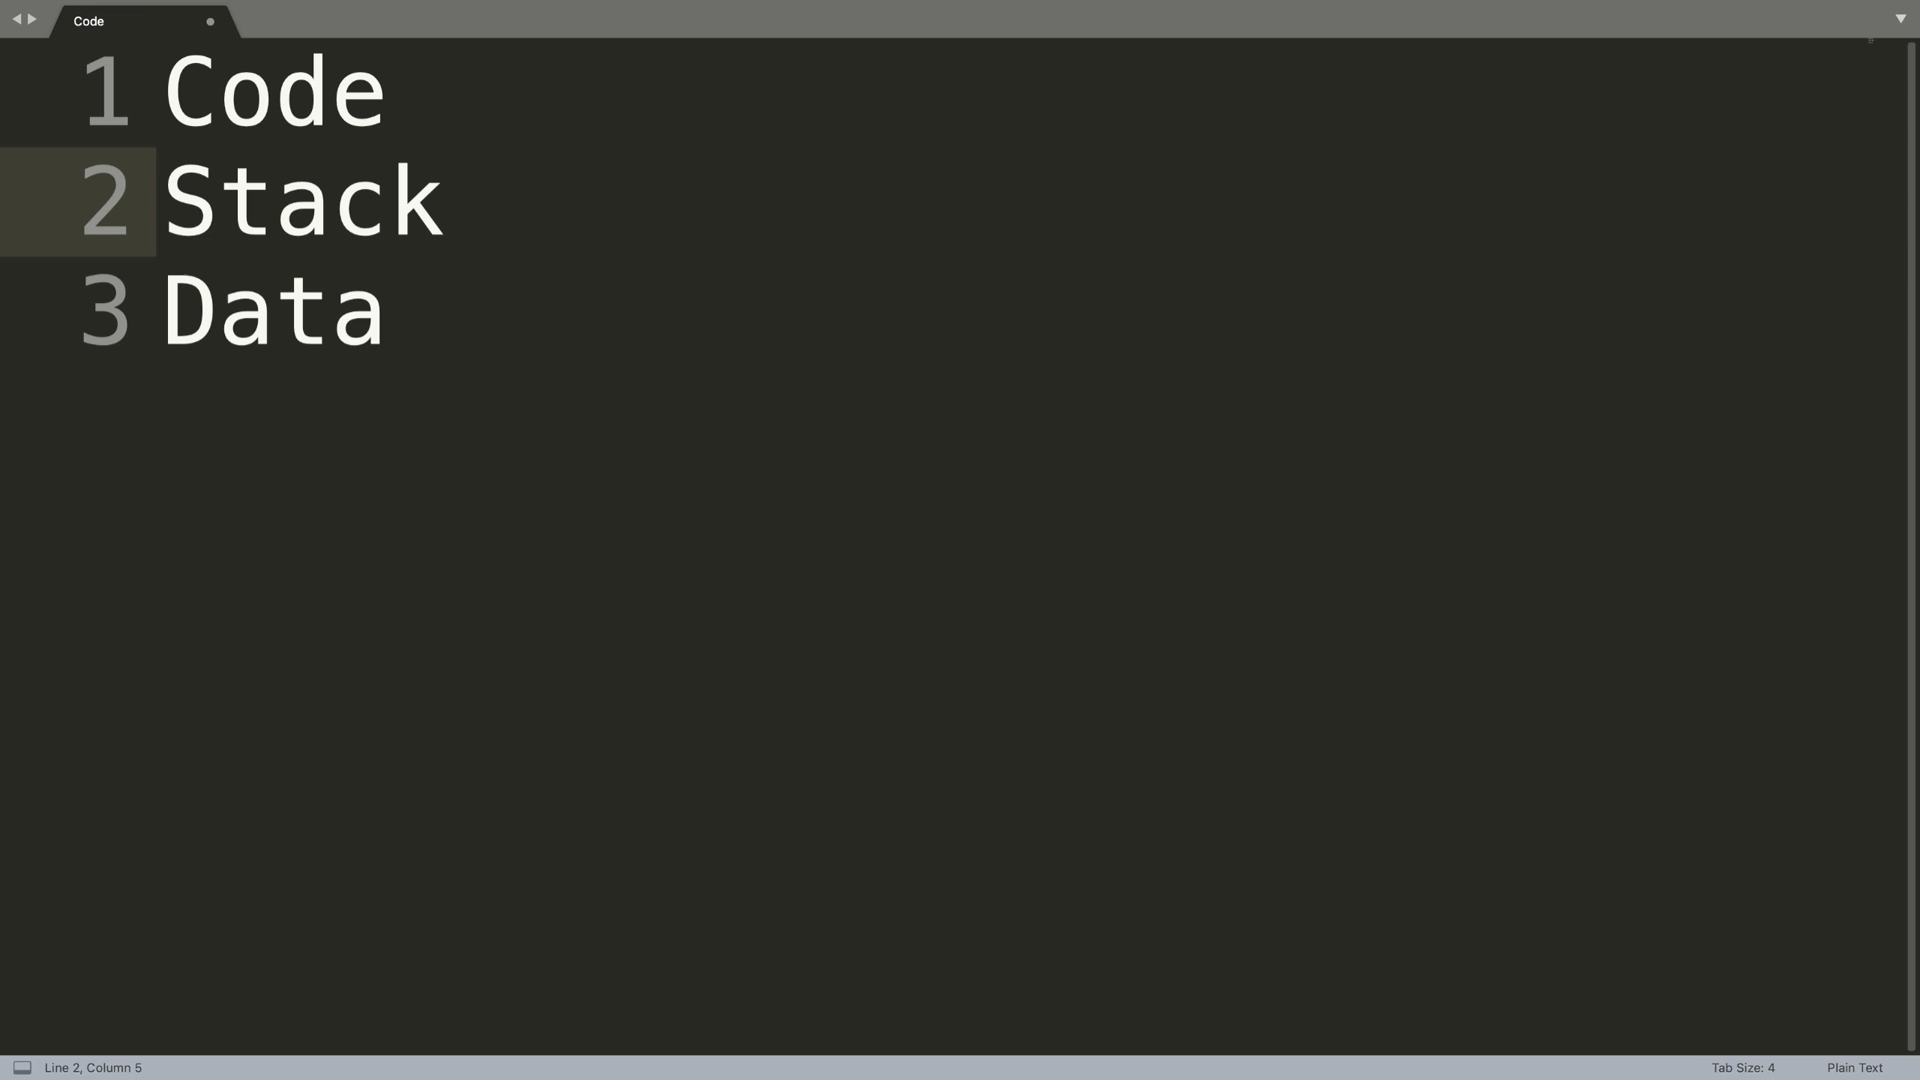 Code
1 Code
2 Stack
3 Data
Line 2, Column 5 Tab Size: 4 Plain Text